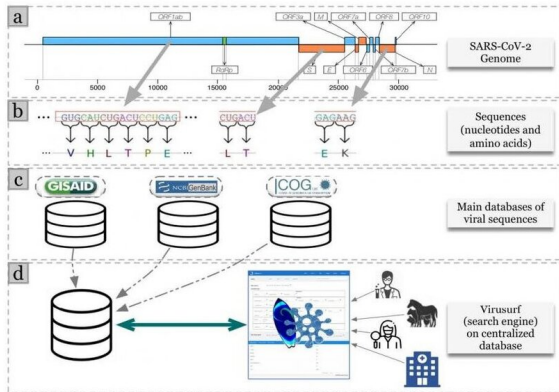 a
ORF1ab
ORF3a
M
ORF7a
ORF8
ORF10
RdRp
S
E
ORF6
ORF7b
N
0
5000
10000
15000
20000
25000
30000
SARS-CoV-2
Genome
b
... GUGCAUCUGACUCCUGAG ...
CUGACU
GAGAAG
V H L T P E
L T
E K
Sequences
(nucleotides and
amino acids)
c
GISAID
NCBI GenBank
COG
Main databases of
viral sequences
d
Virusurf
(search engine)
on centralized
database